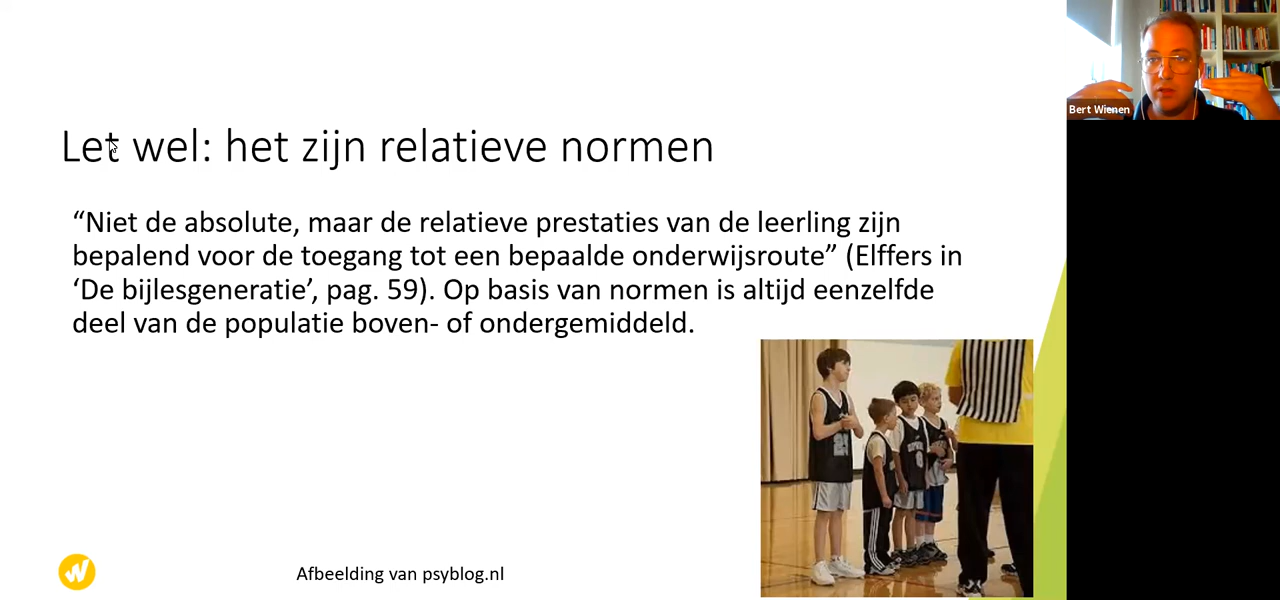 Bert Wienen
Let wel: het zijn relatieve normen
“Niet de absolute, maar de relatieve prestaties van de leerling zijn
bepalend voor de toegang tot een bepaalde onderwijsroute” (Elffers in
‘De bijlesgeneratie’, pag. 59). Op basis van normen is altijd eenzelfde
deel van de populatie boven- of ondergemiddeld.
Afbeelding van psyblog.nl